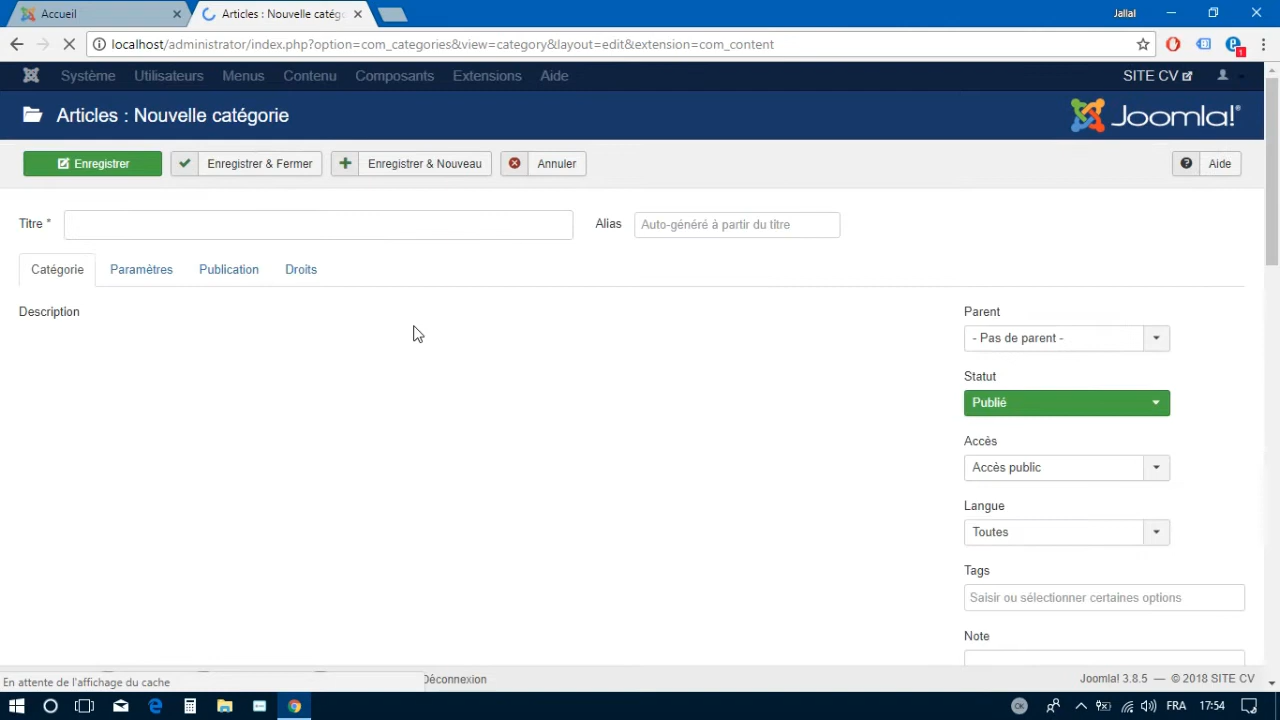 Accueil
Articles : Nouvelle catég
Jallal
localhost/administrator/index.php?option=com_categories&view=category&layout=edit&extension=com_content
1
Système Utilisateurs Menus Contenu Composants Extensions Aide
SITE CV
Articles : Nouvelle catégorie
Joomla!®
Enregistrer
Enregistrer & Fermer
Enregistrer & Nouveau
Annuler
Aide
Titre *
Alias
Auto-généré à partir du titre
Catégorie Paramètres Publication Droits
Description
Parent
- Pas de parent -
Statut
Publié
Accès
Accès public
Langue
Toutes
Tags
Saisir ou sélectionner certaines options
Note
En attente de l'affichage du cache
Déconnexion
Joomla! 3.8.5 — © 2018 SITE CV
OK
FRA
17:54